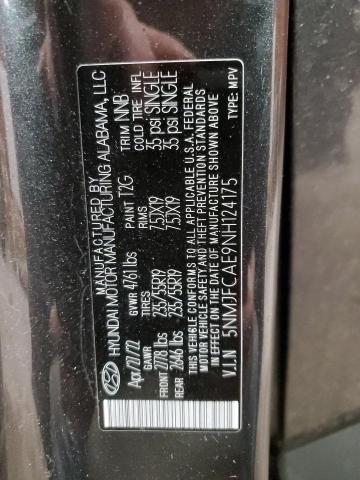 MANUFACTURED BY
HYUNDAI MOTOR MANUFACTURING ALABAMA, LLC
Apr/21/22 GVWR 4761 lbs PAINT T2G TRIM NNB
GAWR TIRES RIMS COLD TIRE INFL
FRONT 2778 lbs 235/55R19 7.5JX19 35 psi SINGLE
REAR 2646 lbs 235/55R19 7.5JX19 35 psi SINGLE
THIS VEHICLE CONFORMS TO ALL APPLICABLE U.S.A. FEDERAL
MOTOR VEHICLE SAFETY AND THEFT PREVENTION STANDARDS
IN EFFECT ON THE DATE OF MANUFACTURE SHOWN ABOVE
V.I.N 5NMJFCAE9NH124175 TYPE: MPV